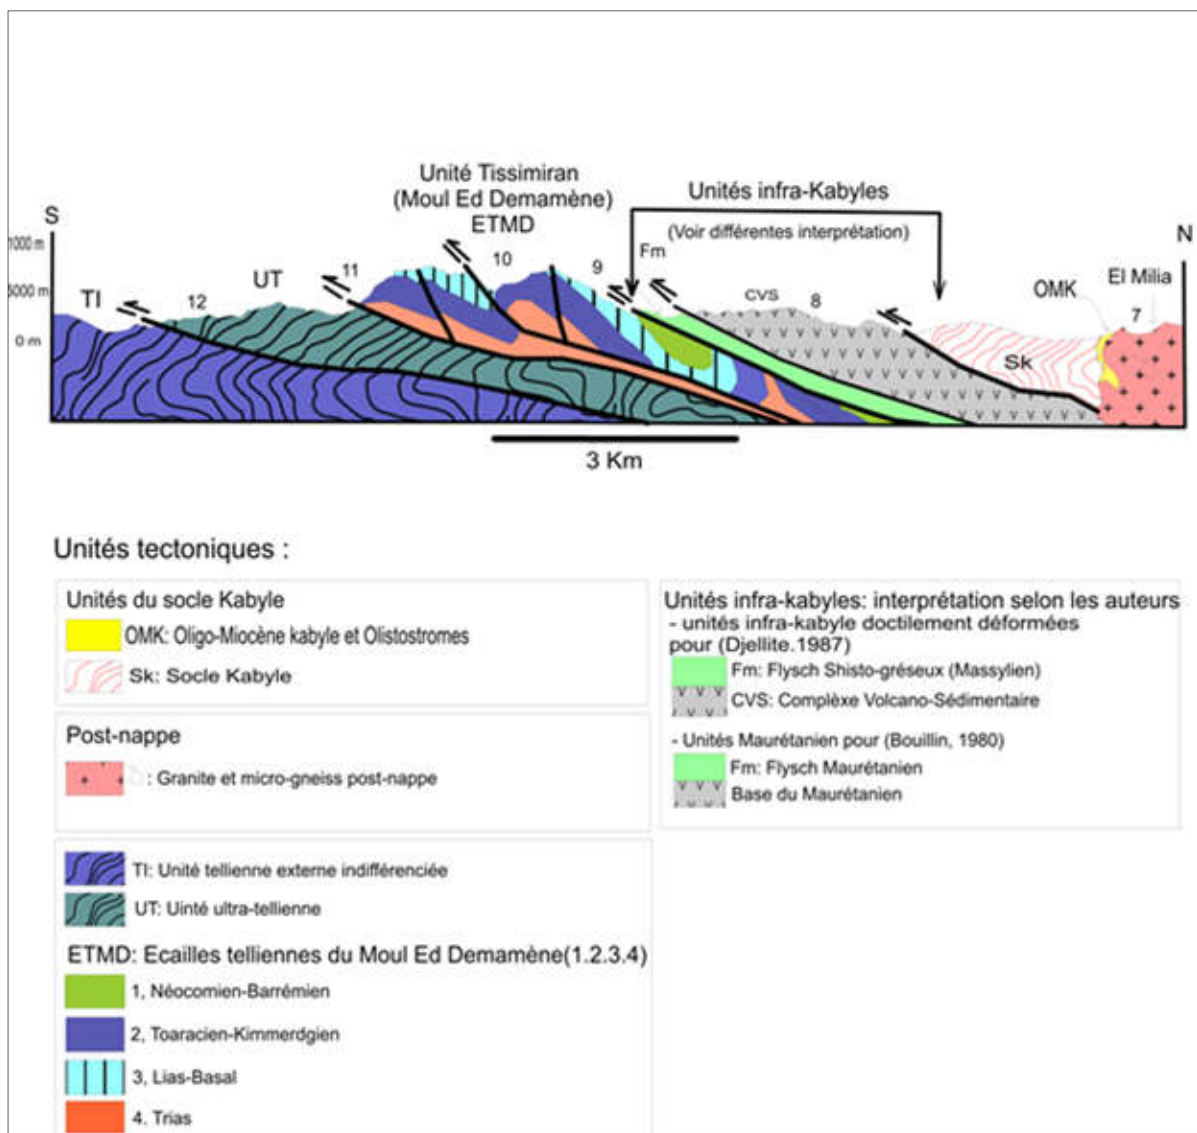 Unité Tissimiran
(Moul Ed Demamène)
ETMD
Unités infra-Kabyles
(Voir différentes interprétation)
S
N
1000 m
5000 m
0 m
TI
12
UT
11
10
9
Fm
CVS
8
Sk
OMK
El Milia
7
3 Km
Unités tectoniques :
Unités du socle Kabyle
OMK: Oligo-Miocène kabyle et Olistostromes
Sk: Socle Kabyle
Post-nappe
: Granite et micro-gneiss post-nappe
TI: Unité tellienne externe indifférenciée
UT: Uinté ultra-tellienne
ETMD: Ecailles telliennes du Moul Ed Demamène(1.2.3.4)
1, Néocomien-Barrémien
2, Toaracien-Kimmerdgien
3, Lias-Basal
4. Trias
Unités infra-kabyles: interprétation selon les auteurs
- unités infra-kabyle doctilement déformées
pour (Djellite.1987)
Fm: Flysch Shisto-gréseux (Massylien)
CVS: Complèxe Volcano-Sédimentaire
- Unités Maurétanien pour (Bouillin, 1980)
Fm: Flysch Maurétanien
Base du Maurétanien